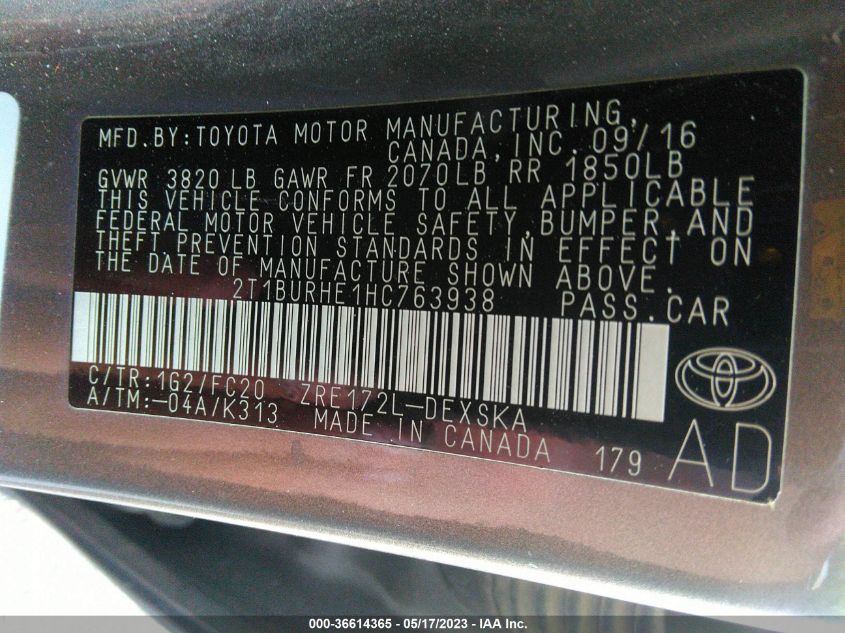 MFD. BY: TOYOTA MOTOR MANUFACTURING,
CANADA, INC. 09/16
GVWR 3820 LB GAWR FR 2070LB RR 1850LB
THIS VEHICLE CONFORMS TO ALL APPLICABLE
FEDERAL MOTOR VEHICLE SAFETY, BUMPER, AND
THEFT PREVENTION STANDARDS IN EFFECT ON
THE DATE OF MANUFACTURE SHOWN ABOVE.
2T1BURHE1HC763938 PASS. CAR
C/TR: 1G2/FC20 ZRE172L-DEXSKA
A/TM: -04A/K313 MADE IN CANADA 179
AD
000-36614365 - 05/17/2023 - IAA Inc.